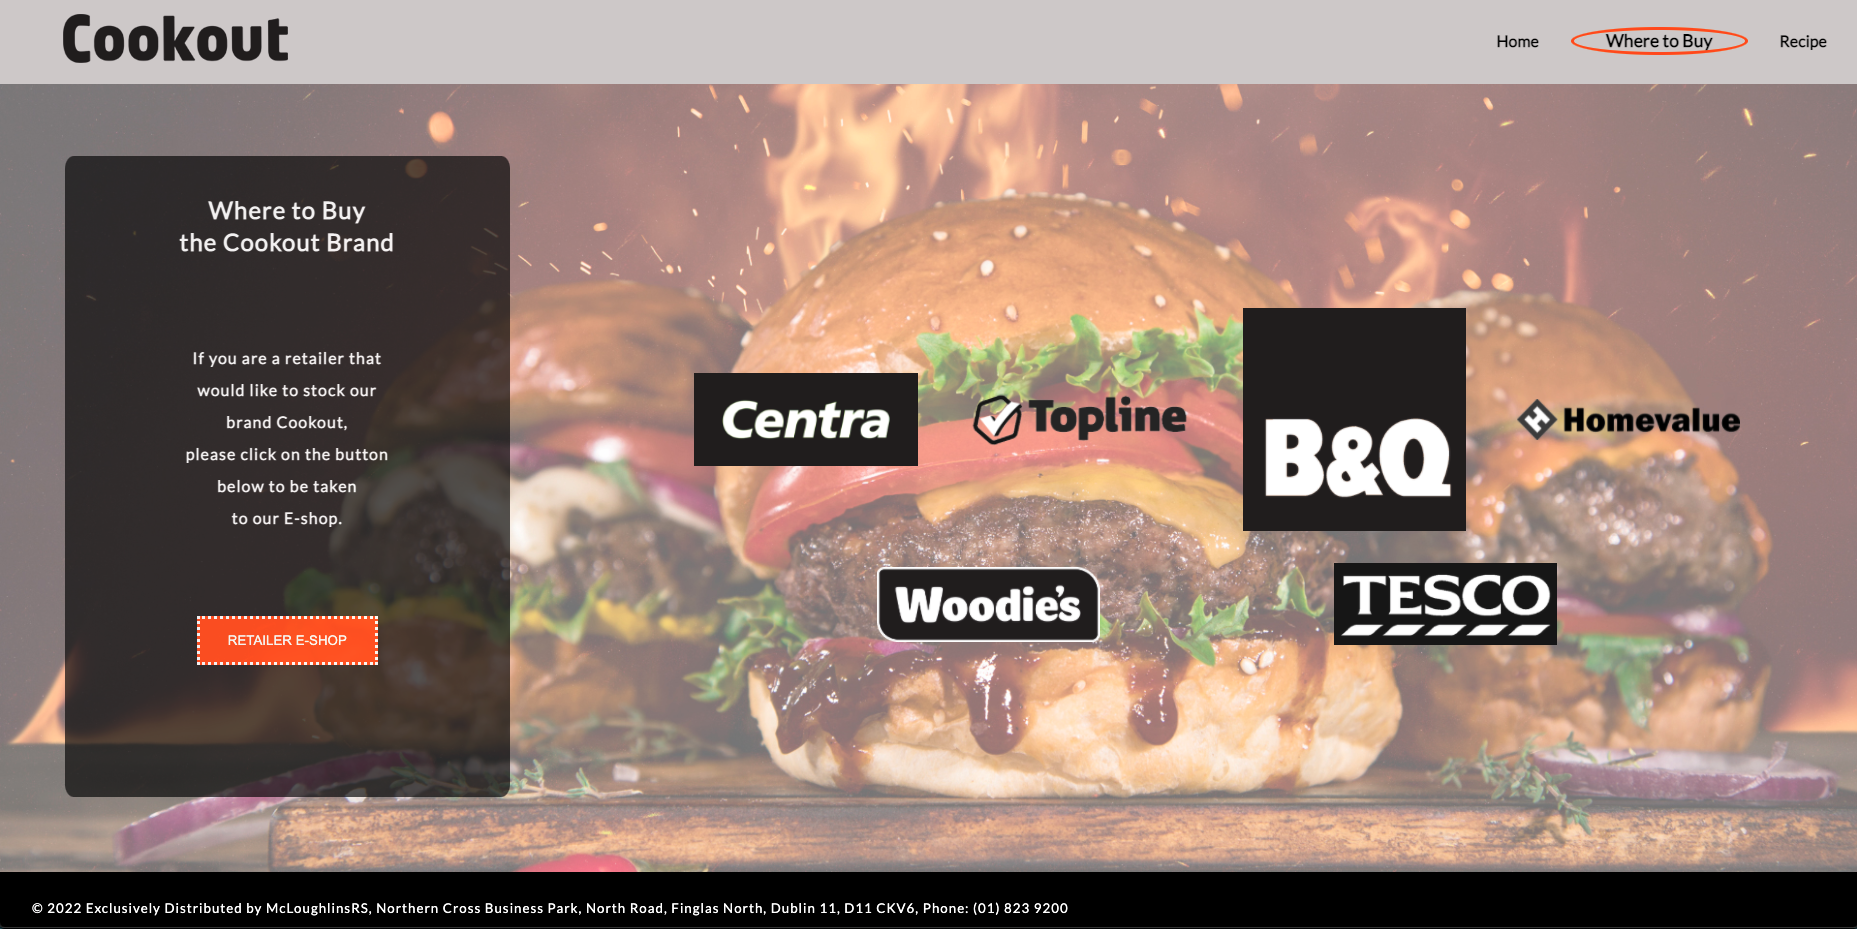 Cookout
Home
Where to Buy
Recipe
Where to Buy
the Cookout Brand
If you are a retailer that
would like to stock our
brand Cookout,
please click on the button
below to be taken
to our E-shop.
RETAILER E-SHOP
Centra
Topline
B&Q
Homevalue
Woodie's
TESCO
© 2022 Exclusively Distributed by McLoughlinsRS, Northern Cross Business Park, North Road, Finglas North, Dublin 11, D11 CKV6, Phone: (01) 823 9200